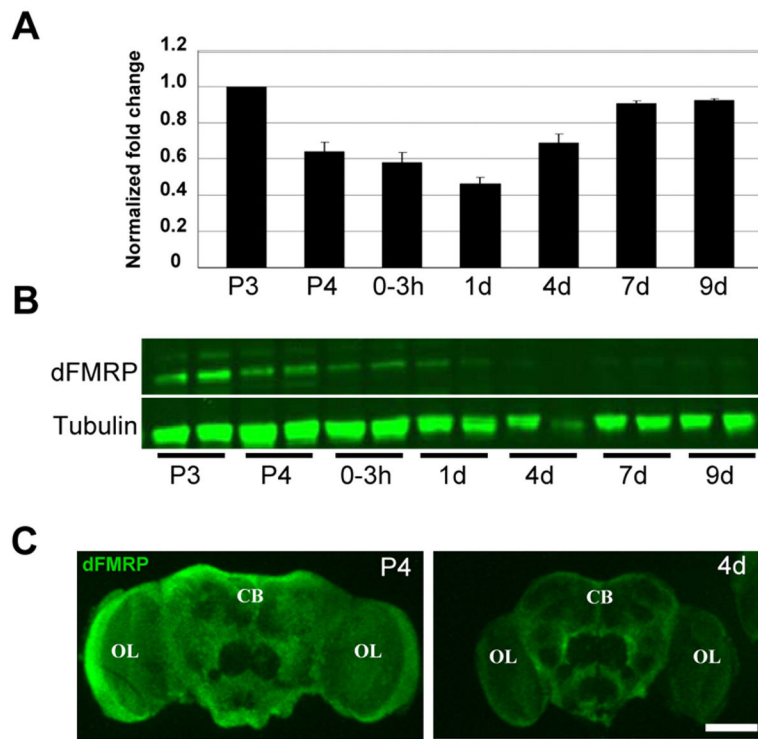 A
Normalized fold change
1.2
1.0
0.8
0.6
0.4
0.2
0
P3 P4 0-3h 1d 4d 7d 9d
B
dFMRP
Tubulin
P3 P4 0-3h 1d 4d 7d 9d
C
dFMRP P4 4d
CB CB
OL OL OL OL